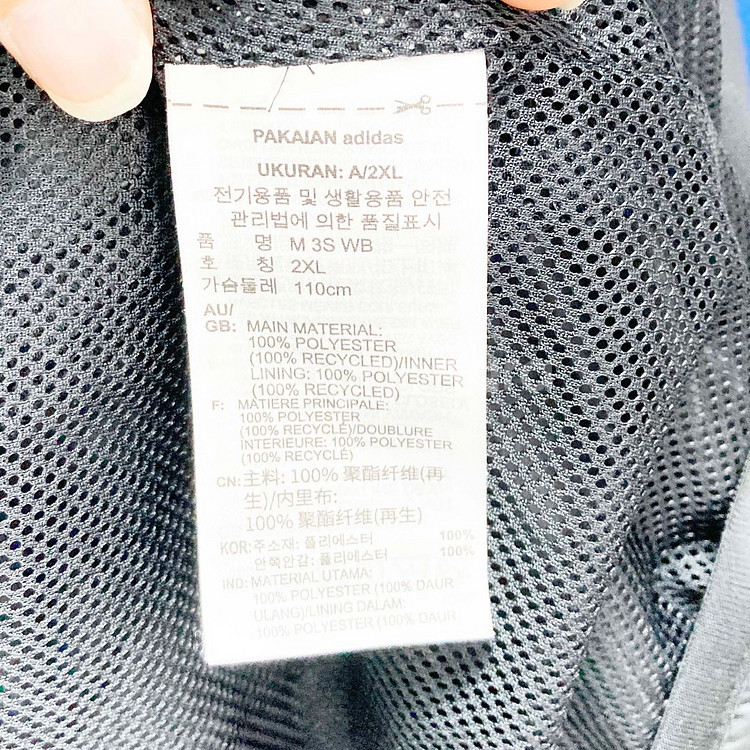 PAKAIAN adidas
UKURAN: A/2XL
전기용품 및 생활용품 안전
관리법에 의한 품질표시
품 명 M 3S WB
호 칭 2XL
가슴둘레 110cm
AU/
GB: MAIN MATERIAL:
100% POLYESTER
(100% RECYCLED)/INNER
LINING: 100% POLYESTER
(100% RECYCLED)
F: MATIERE PRINCIPALE:
100% POLYESTER
(100% RECYCLÉ)/DOUBLURE
INTERIEURE: 100% POLYESTER
(100% RECYCLÉ)
CN: 主料: 100% 聚酯纤维(再
生)/内里布:
100% 聚酯纤维(再生)
KOR: 주소재: 폴리에스터 100%
안쪽안감: 폴리에스터 100%
IND: MATERIAL UTAMA:
100% POLYESTER (100% DAUR
ULANG)/LINING DALAM:
100% POLYESTER (100% DAUR